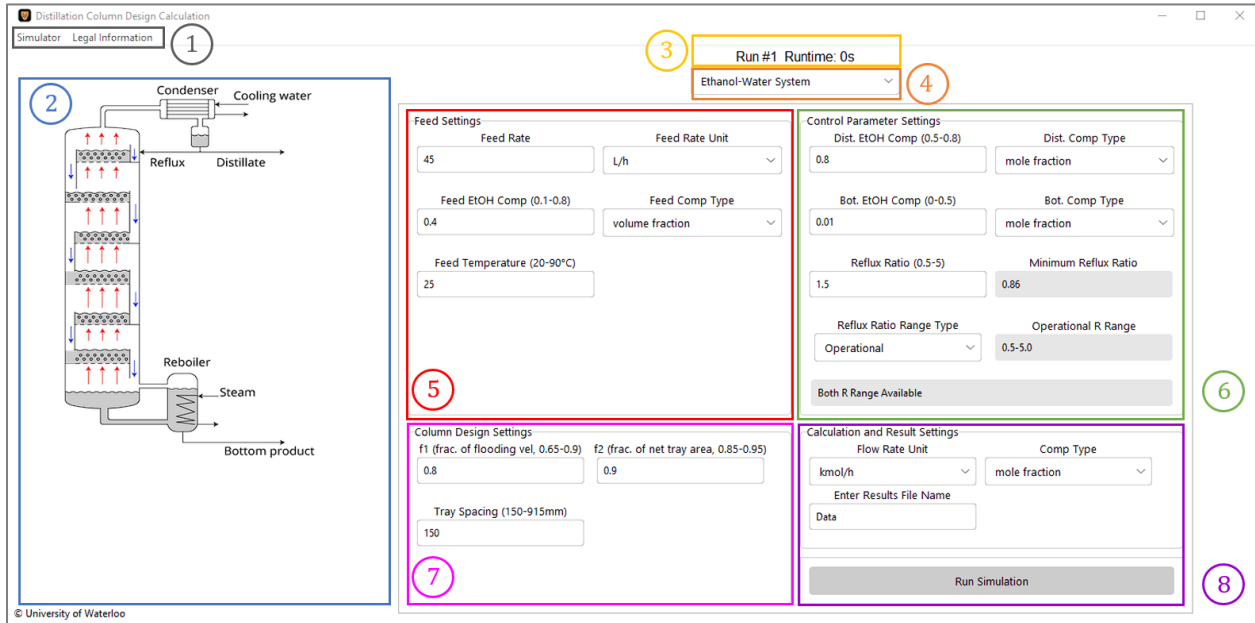 Distillation Column Design Calculation
Simulator Legal Information
1
3
Run #1 Runtime: 0s
Ethanol-Water System
4
2
Condenser
Cooling water
Reflux
Distillate
Reboiler
Steam
Bottom product
Feed Settings
Feed Rate Feed Rate Unit
45 L/h
Feed EtOH Comp (0.1-0.8) Feed Comp Type
0.4 volume fraction
Feed Temperature (20-90°C)
25
5
Control Parameter Settings
Dist. EtOH Comp (0.5-0.8) Dist. Comp Type
0.8 mole fraction
Bot. EtOH Comp (0-0.5) Bot. Comp Type
0.01 mole fraction
Reflux Ratio (0.5-5) Minimum Reflux Ratio
1.5 0.86
Reflux Ratio Range Type Operational R Range
Operational 0.5-5.0
Both R Range Available
6
Column Design Settings
f1 (frac. of flooding vel, 0.65-0.9) f2 (frac. of net tray area, 0.85-0.95)
0.8 0.9
Tray Spacing (150-915mm)
150
7
Calculation and Result Settings
Flow Rate Unit Comp Type
kmol/h mole fraction
Enter Results File Name
Data
Run Simulation
8
© University of Waterloo